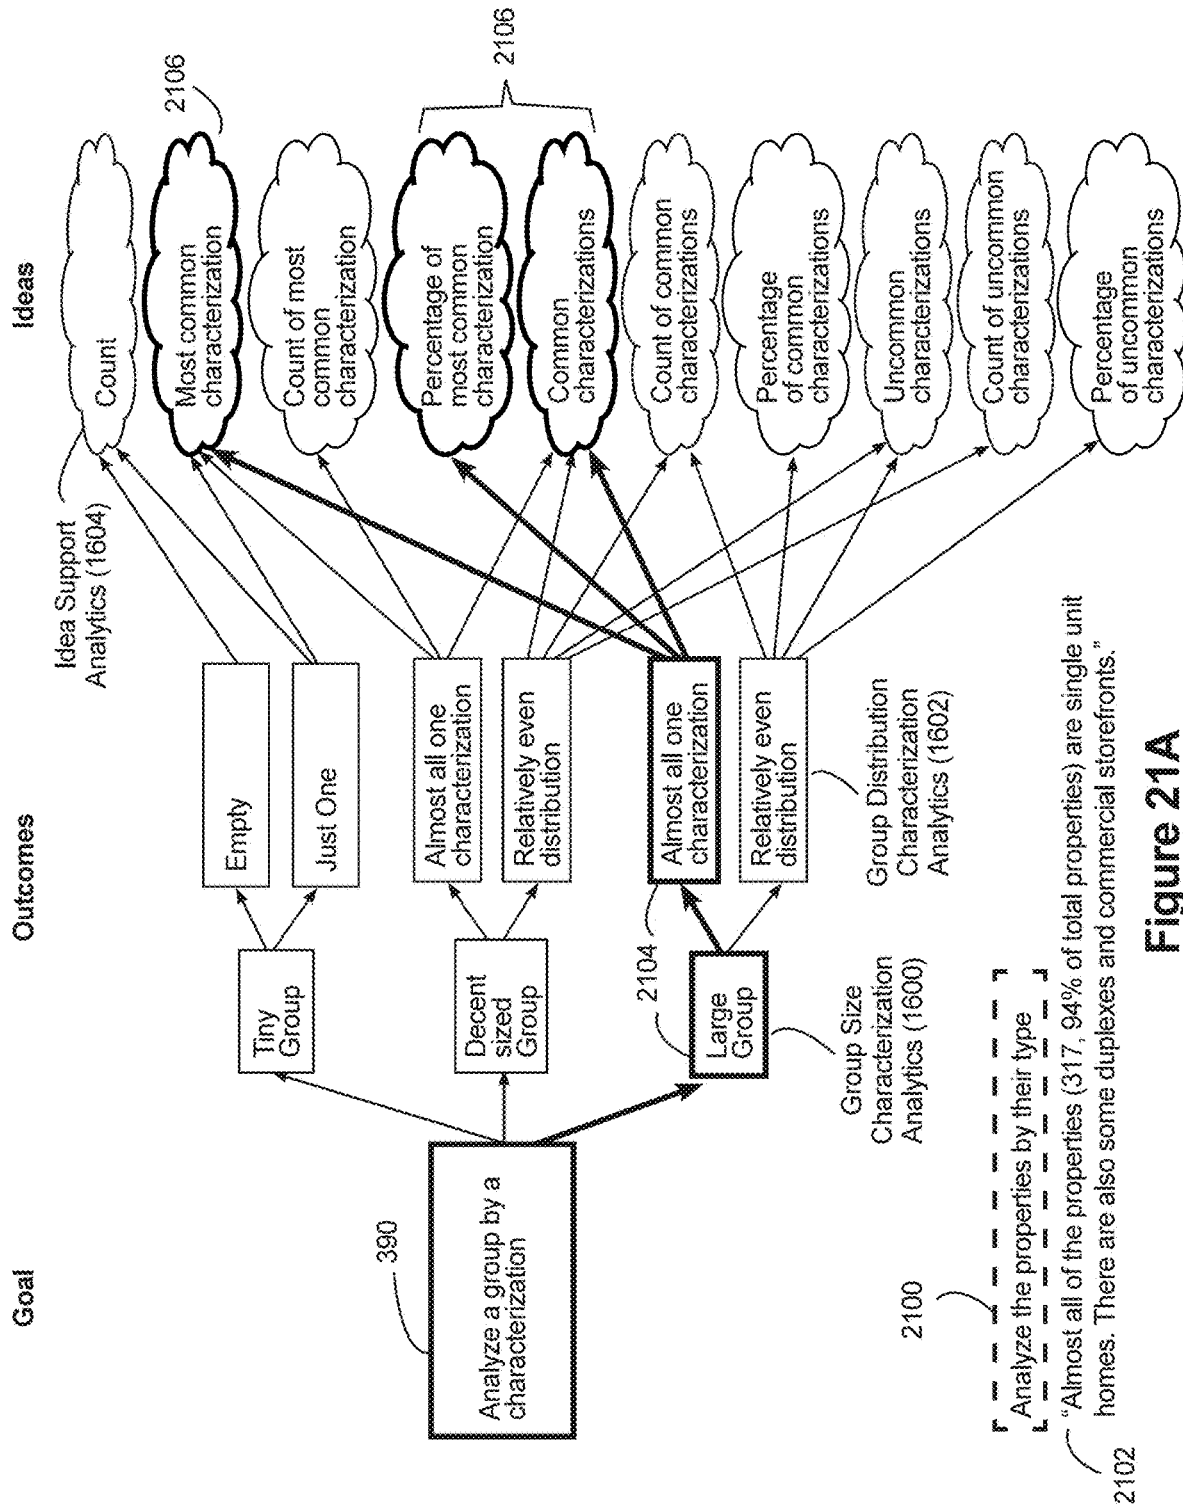 Goal
Outcomes
Ideas
390
Analyze a group by a
characterization
Tiny
Group
Decent
sized
Group
2104
Large
Group
Group Size
Characterization
Analytics (1600)
Empty
Just One
Almost all one
characterization
Relatively even
distribution
Almost all one
characterization
Relatively even
distribution
Group Distribution
Characterization
Analytics (1602)
Idea Support
Analytics (1604)
Count
Most common
characterization
2106
Count of most
common
characterization
Percentage of
most common
characterization
2106
Common
characterizations
Count of common
characterizations
Percentage
of common
characterizations
Uncommon
characterizations
Count of uncommon
characterizations
Percentage
of uncommon
characterizations
2100
Analyze the properties by their type
2102
“Almost all of the properties (317, 94% of total properties) are single unit
homes. There are also some duplexes and commercial storefronts.”
Figure 21A